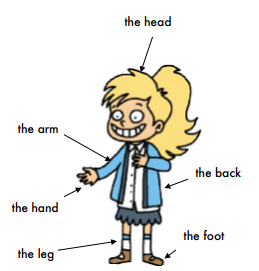 the head
the arm
the back
the hand
the foot
the leg